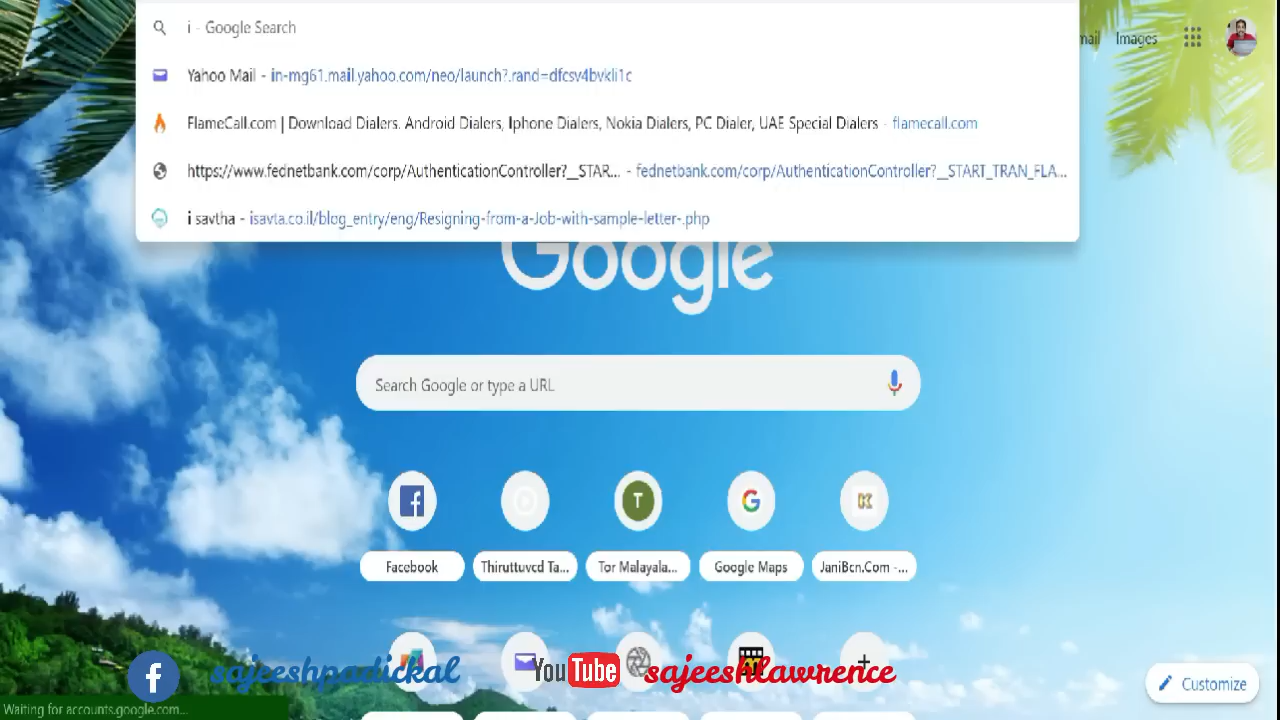 i - Google Search
Yahoo Mail - in-mg61.mail.yahoo.com/neo/launch?.rand=dfcsv4bvkli1c
FlameCall.com | Download Dialers. Android Dialers, Iphone Dialers, Nokia Dialers, PC Dialer, UAE Special Dialers - flamecall.com
https://www.fednetbank.com/corp/AuthenticationController?__STAR... - fednetbank.com/corp/AuthenticationController?__START_TRAN_FLA...
i savtha - isavta.co.il/blog_entry/eng/Resigning-from-a-Job-with-sample-letter-.php
mail Images
Google
Search Google or type a URL
T
Facebook Thiruttuvcd Ta... Tor Malayala... Google Maps JaniBcn.Com -...
sajeeshpadickal YouTube sajeeshlawrence
Customize
Waiting for accounts.google.com...